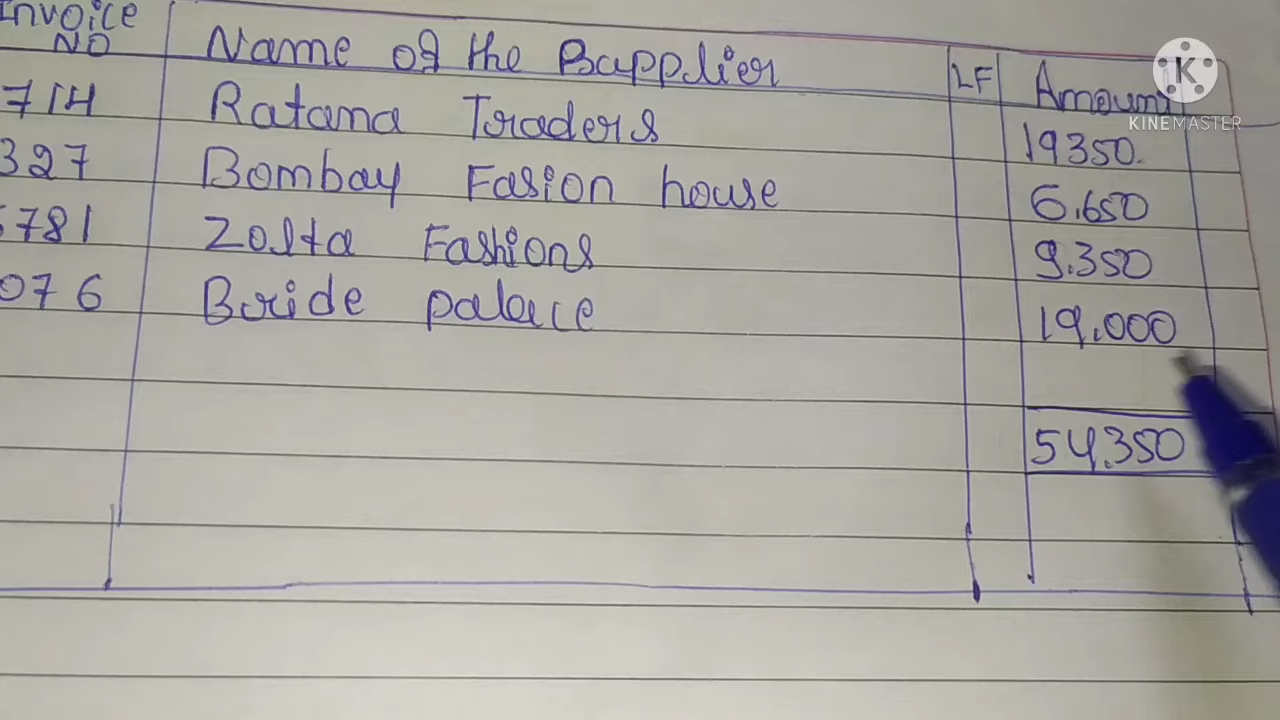 Invoice NO Name of the Bapplier LF Amount
KINEMASTER
714 Ratana Traders 19350.
327 Bombay Fasion house 6.650
5781 Zolta Fashions 9.350
076 Bride palace 19.000
54.350